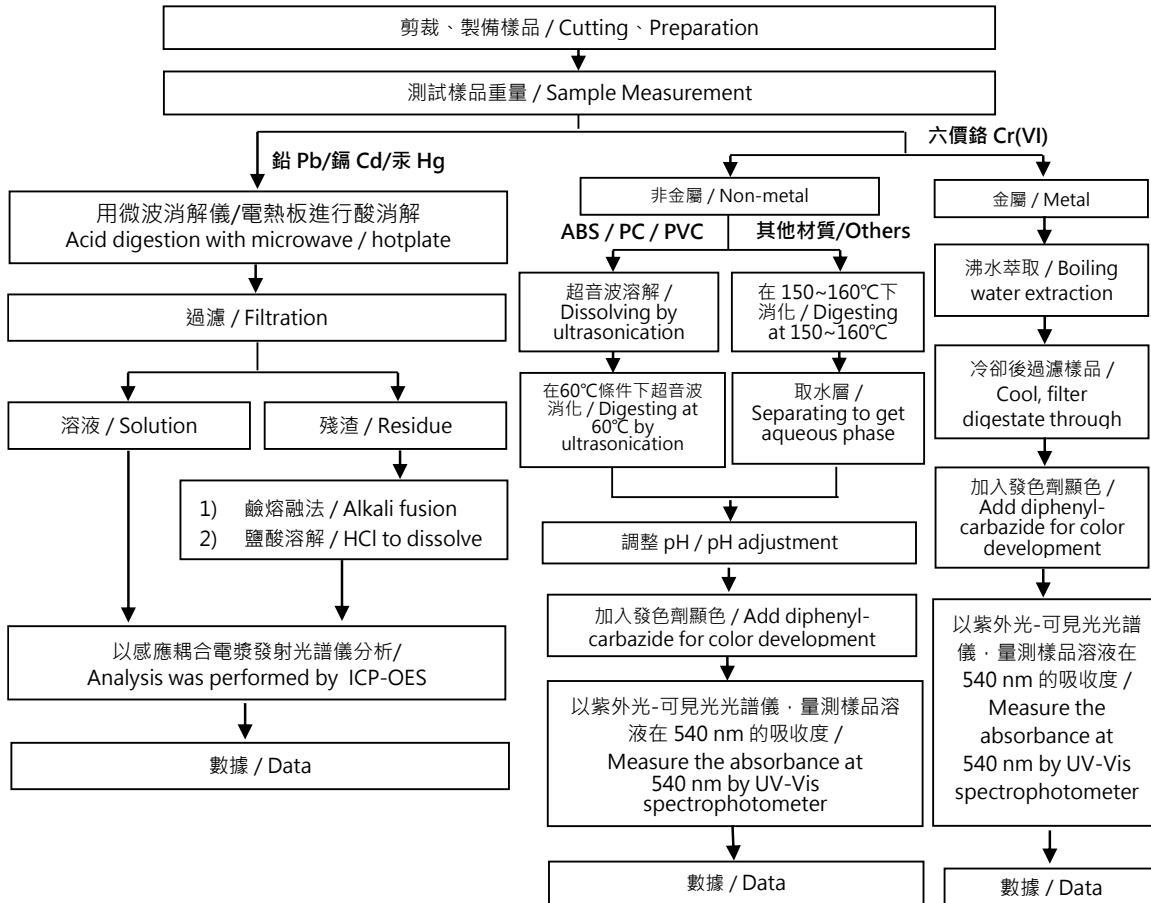 剪裁、製備樣品 / Cutting、Preparation
測試樣品重量 / Sample Measurement
鉛 Pb/鎘 Cd/汞 Hg
用微波消解儀/電熱板進行酸消解
Acid digestion with microwave / hotplate
過濾 / Filtration
溶液 / Solution
殘渣 / Residue
1) 鹼熔融法 / Alkali fusion
2) 鹽酸溶解 / HCl to dissolve
以感應耦合電漿發射光譜儀分析/
Analysis was performed by ICP-OES
數據 / Data
六價鉻 Cr(VI)
非金屬 / Non-metal
ABS / PC / PVC
超音波溶解 /
Dissolving by
ultrasonication
在60℃條件下超音波
消化 / Digesting at
60℃ by
ultrasonication
其他材質/Others
在 150~160℃下
消化 / Digesting
at 150~160℃
取水層 /
Separating to get
aqueous phase
調整 pH / pH adjustment
加入發色劑顯色 / Add diphenyl-
carbazide for color development
以紫外光-可見光光譜儀，量測樣品溶
液在 540 nm 的吸收度 /
Measure the absorbance at
540 nm by UV-Vis
spectrophotometer
數據 / Data
金屬 / Metal
沸水萃取 / Boiling
water extraction
冷卻後過濾樣品 /
Cool, filter
digestate through
加入發色劑顯色 /
Add diphenyl-
carbazide for color
development
以紫外光-可見光光譜
儀，量測樣品溶液在
540 nm 的吸收度 /
Measure the
absorbance at
540 nm by UV-Vis
spectrophotometer
數據 / Data